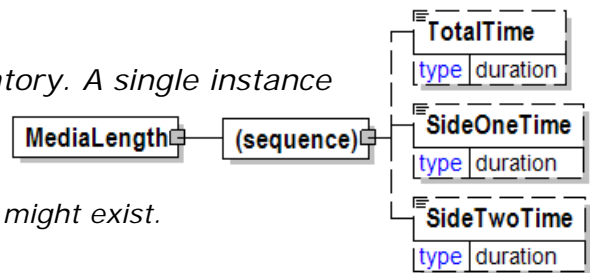 TotalTime
type duration
tory. A single instance
MediaLength (sequence) SideOneTime
type duration
might exist.
SideTwoTime
type duration